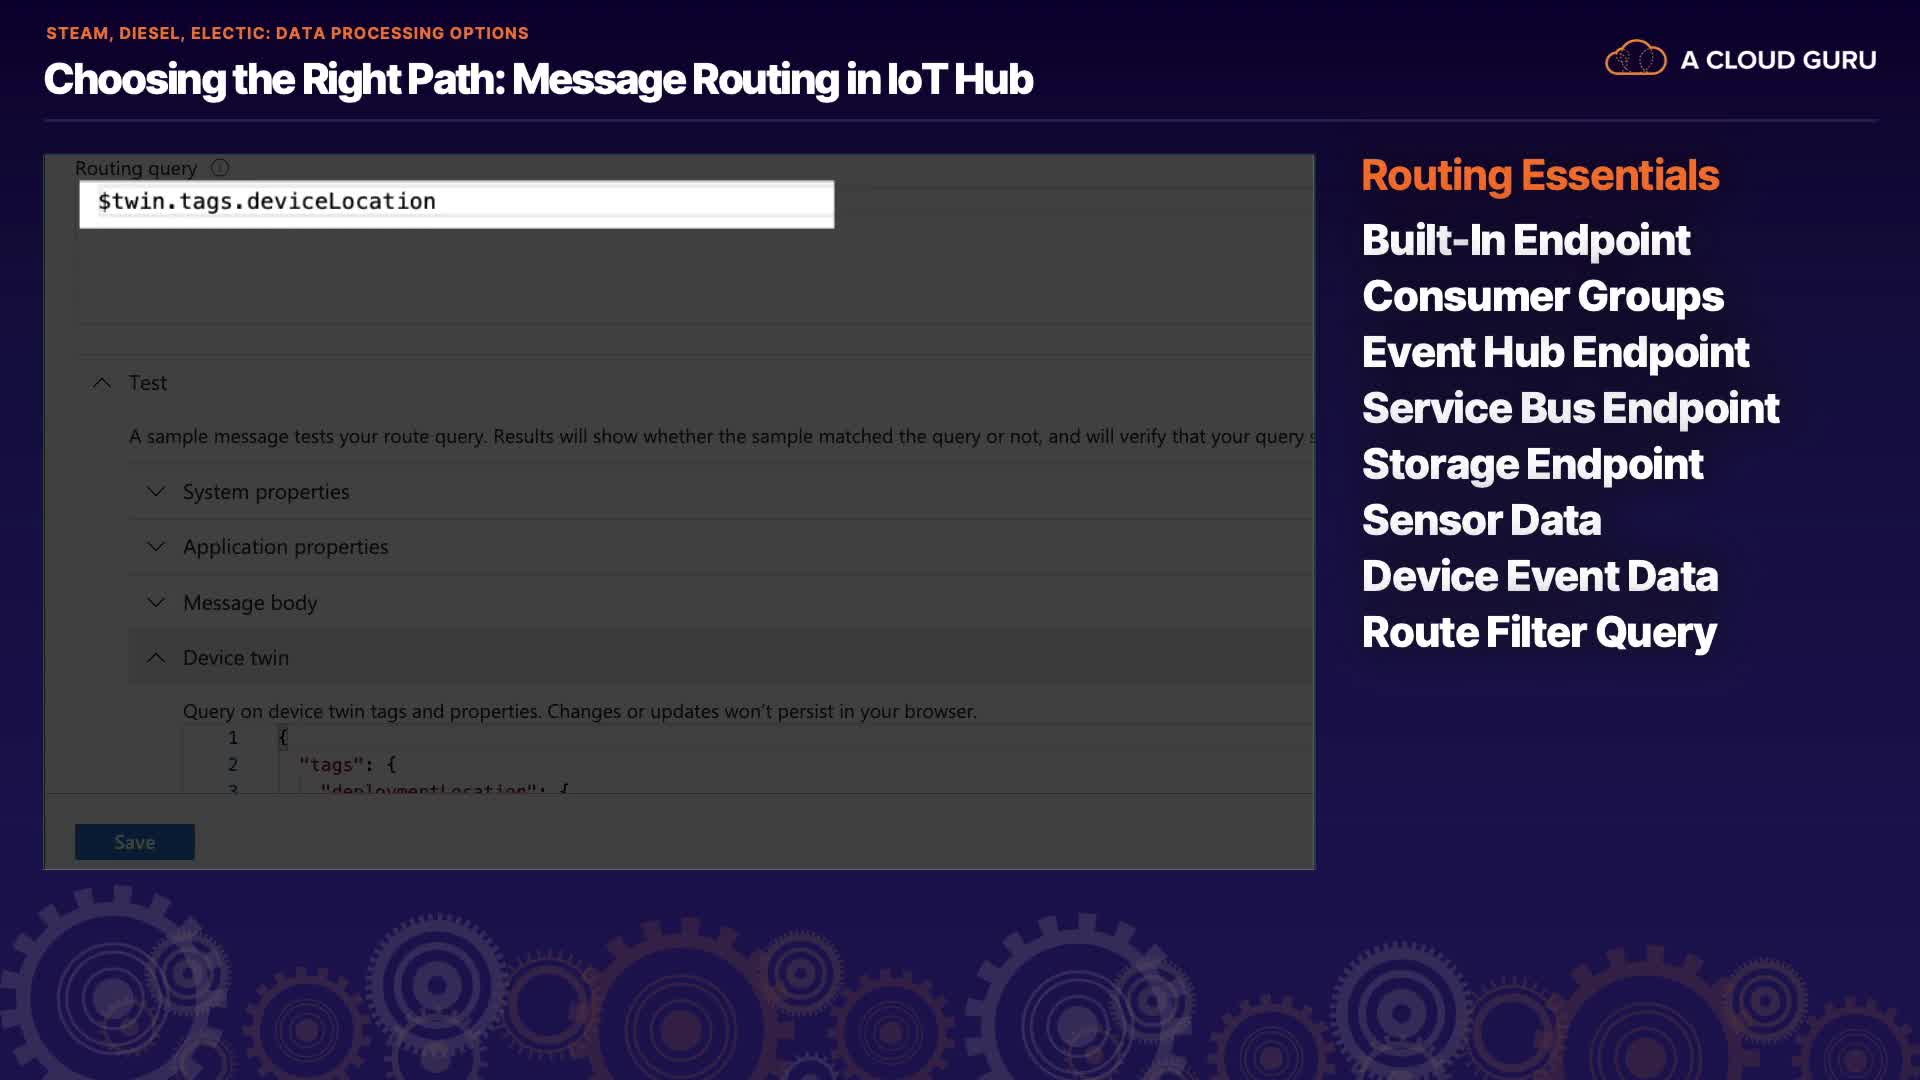 STEAM, DIESEL, ELECTIC: DATA PROCESSING OPTIONS
Choosing the Right Path: Message Routing in IoT Hub
A CLOUD GURU
Routing query
$twin.tags.deviceLocation
Test
A sample message tests your route query. Results will show whether the sample matched the query or not, and will verify that your query s
System properties
Application properties
Message body
Device twin
Query on device twin tags and properties. Changes or updates won't persist in your browser.
1 {
2 "tags": {
3 "deploymentLocation": {
Save
Routing Essentials
Built-In Endpoint
Consumer Groups
Event Hub Endpoint
Service Bus Endpoint
Storage Endpoint
Sensor Data
Device Event Data
Route Filter Query